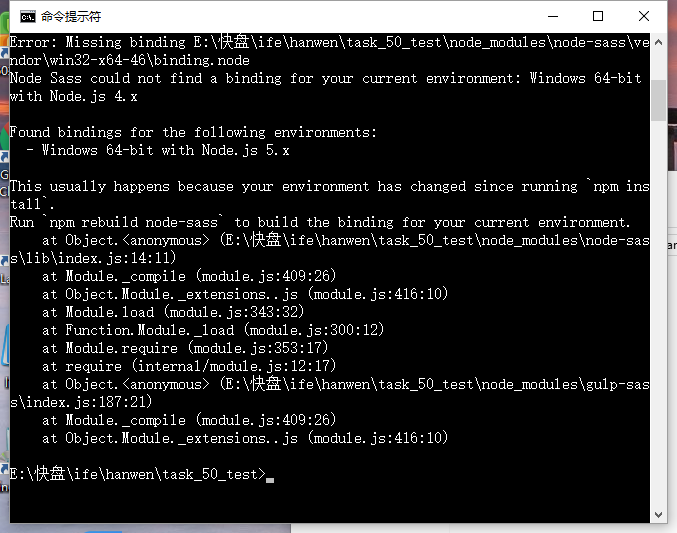 命令提示符
Error: Missing binding E:\快盘\ife\hanwen\task_50_test\node_modules\node-sass\ve
ndor\win32-x64-46\binding.node
Node Sass could not find a binding for your current environment: Windows 64-bit
with Node.js 4.x
Found bindings for the following environments:
  - Windows 64-bit with Node.js 5.x
This usually happens because your environment has changed since running `npm ins
tall`.
Run `npm rebuild node-sass` to build the binding for your current environment.
    at Object.<anonymous> (E:\快盘\ife\hanwen\task_50_test\node_modules\node-sas
s\lib\index.js:14:11)
    at Module._compile (module.js:409:26)
    at Object.Module._extensions..js (module.js:416:10)
    at Module.load (module.js:343:32)
    at Function.Module._load (module.js:300:12)
    at Module.require (module.js:353:17)
    at require (internal/module.js:12:17)
    at Object.<anonymous> (E:\快盘\ife\hanwen\task_50_test\node_modules\gulp-sas
s\index.js:187:21)
    at Module._compile (module.js:409:26)
    at Object.Module._extensions..js (module.js:416:10)
E:\快盘\ife\hanwen\task_50_test>